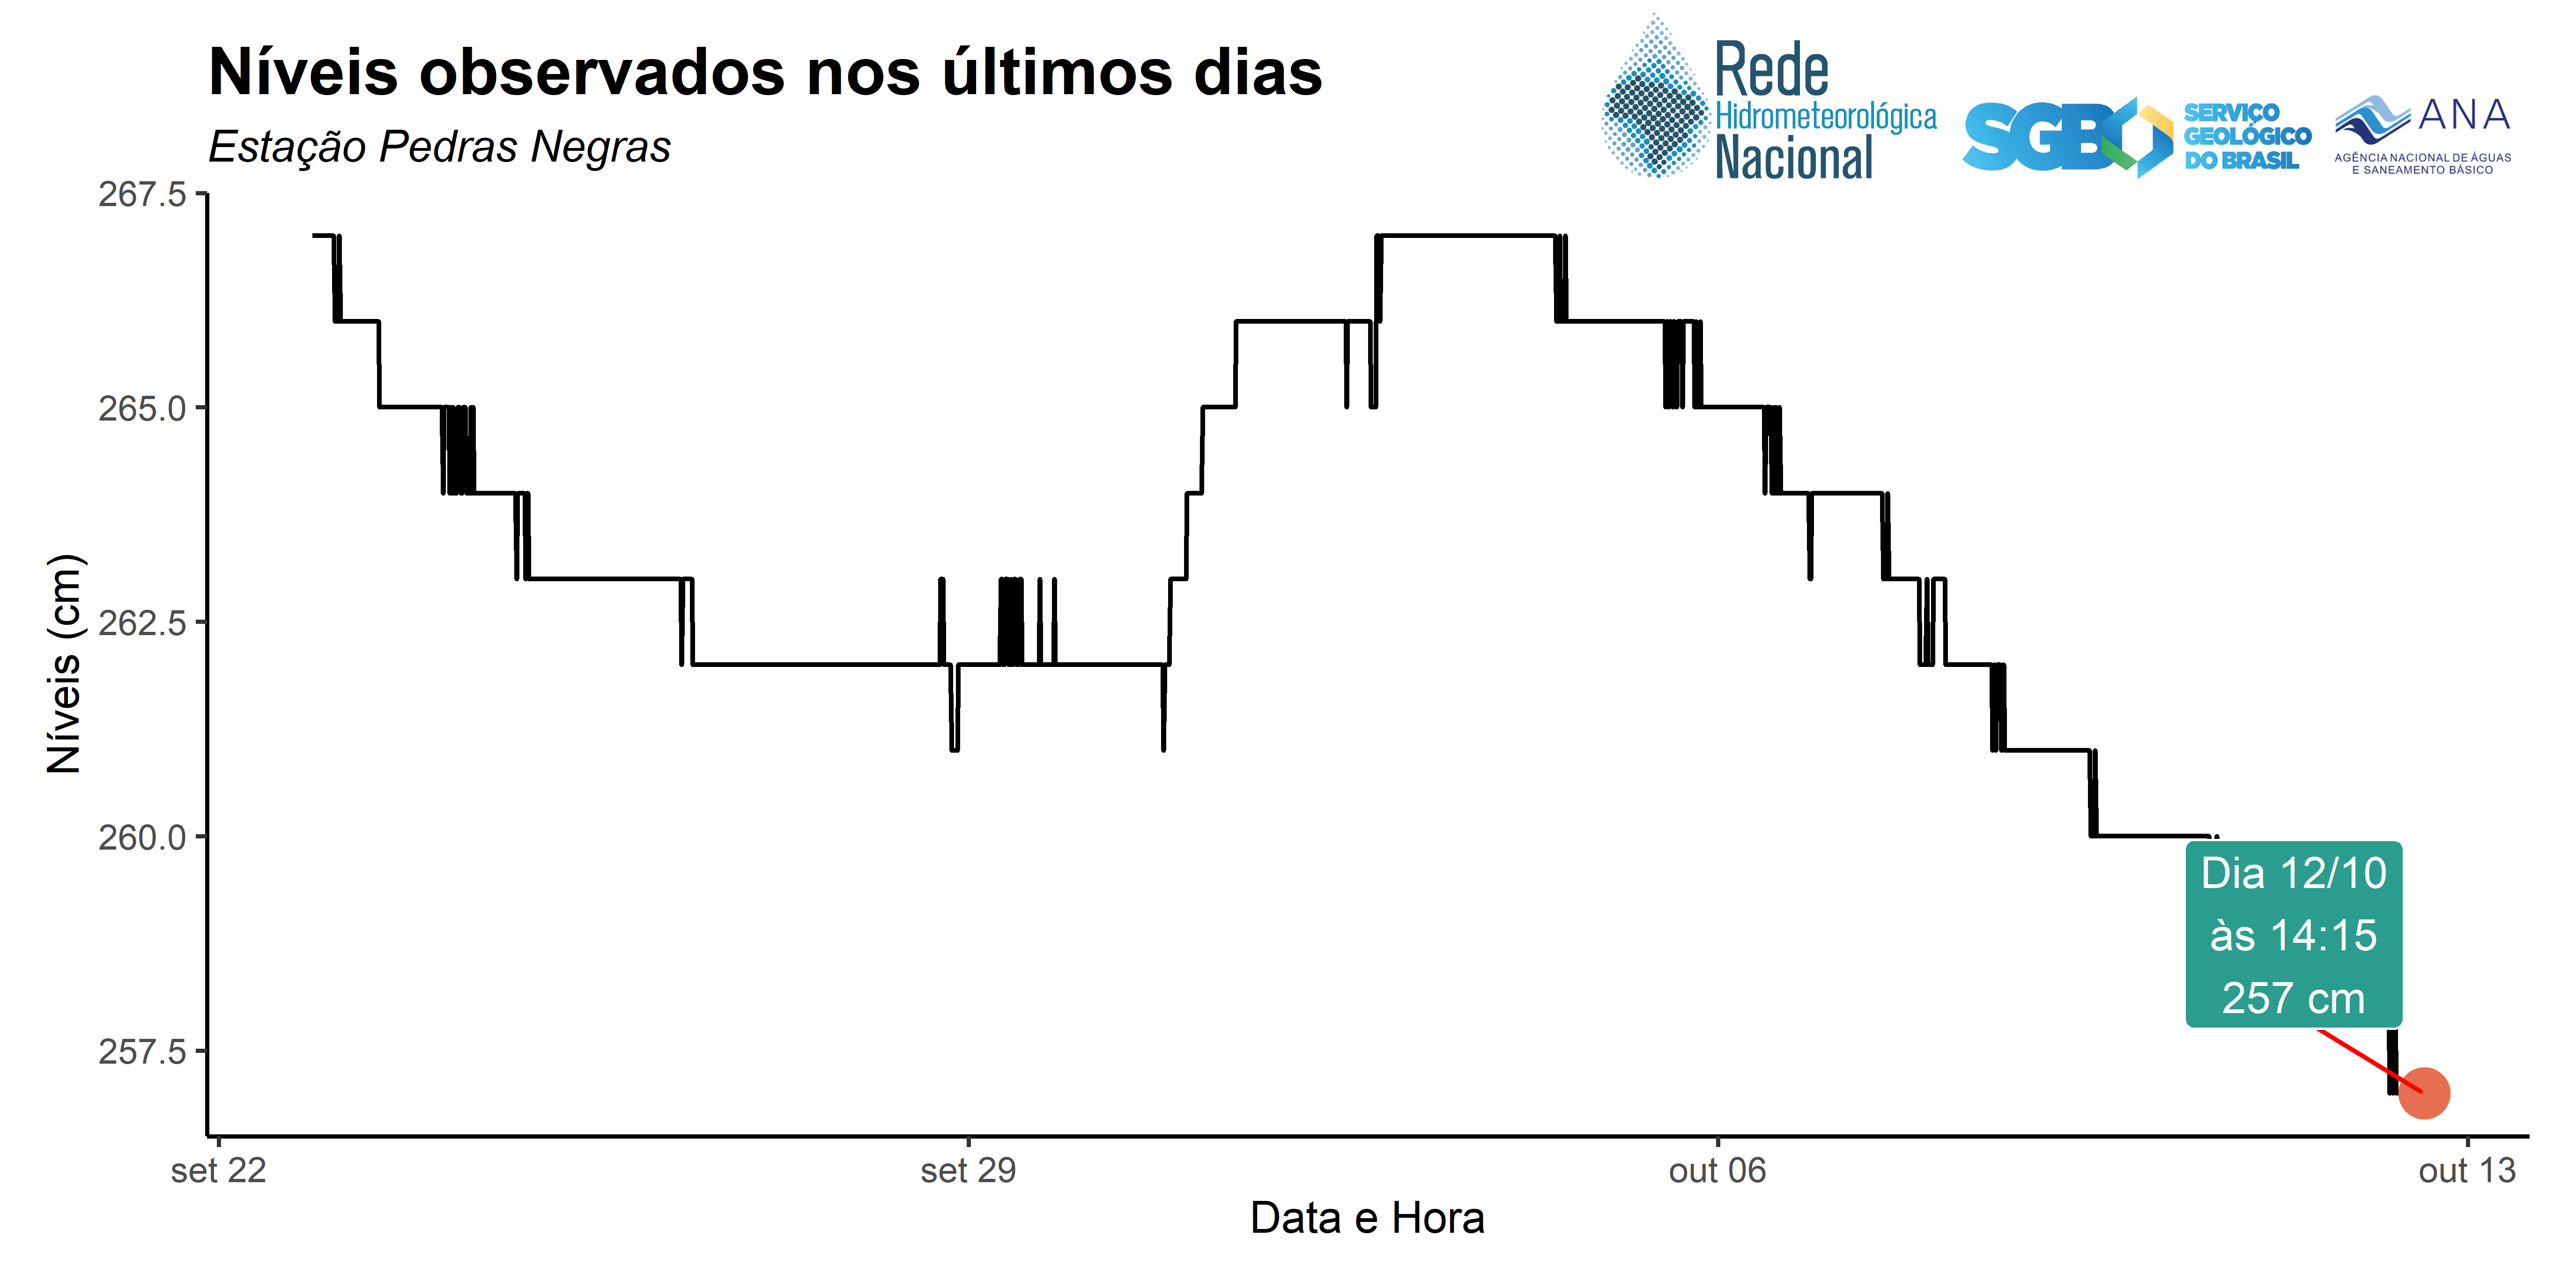 Níveis observados nos últimos dias
Estação Pedras Negras
Rede
Hidrometeorológica
Nacional
SGB
SERVIÇO
GEOLÓGICO
DO BRASIL
ANA
AGÊNCIA NACIONAL DE ÁGUAS
E SANEAMENTO BÁSICO
Níveis (cm)
267.5
265.0
262.5
260.0
257.5
Dia 12/10
às 14:15
257 cm
set 22
set 29
out 06
out 13
Data e Hora